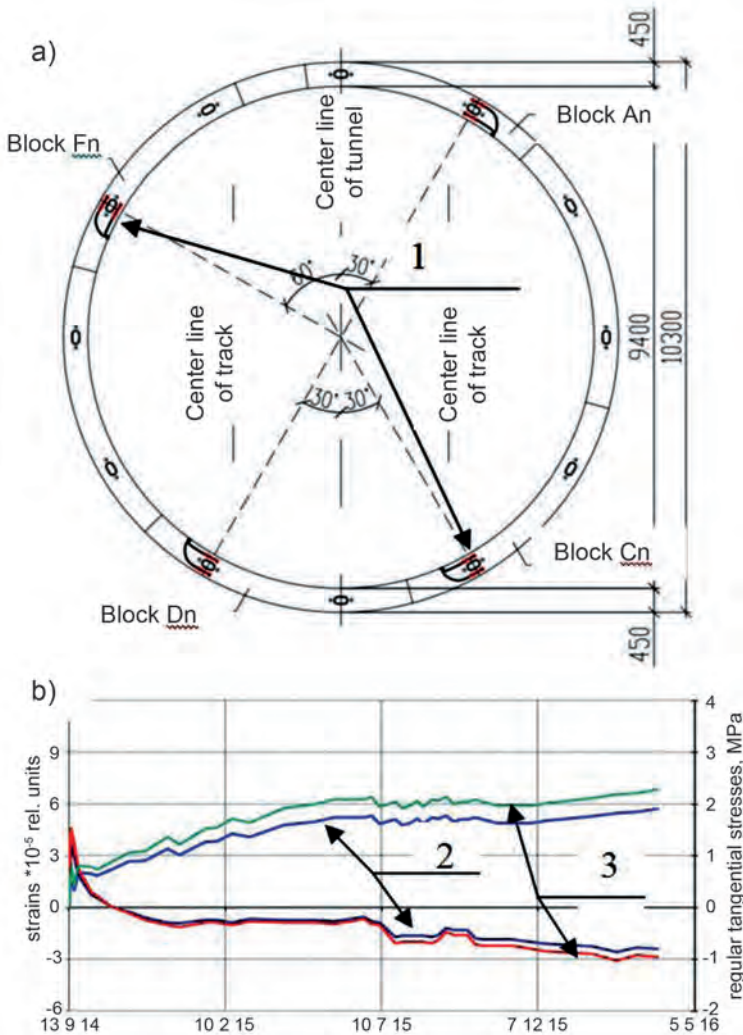 a)
450
Block An
Block Fn
Center line
of tunnel
60°
30°
1
Center line
of track
Center line
of track
9400
10300
30°
30°
Block Cn
Block Dn
450
b)
strains *10⁻⁵ rel. units
9
6
3
0
-3
-6
2
3
4
3
2
1
0
-1
-2
regular tangential stresses, MPa
13 9 14
10 2 15
10 7 15
7 12 15
5 5 16